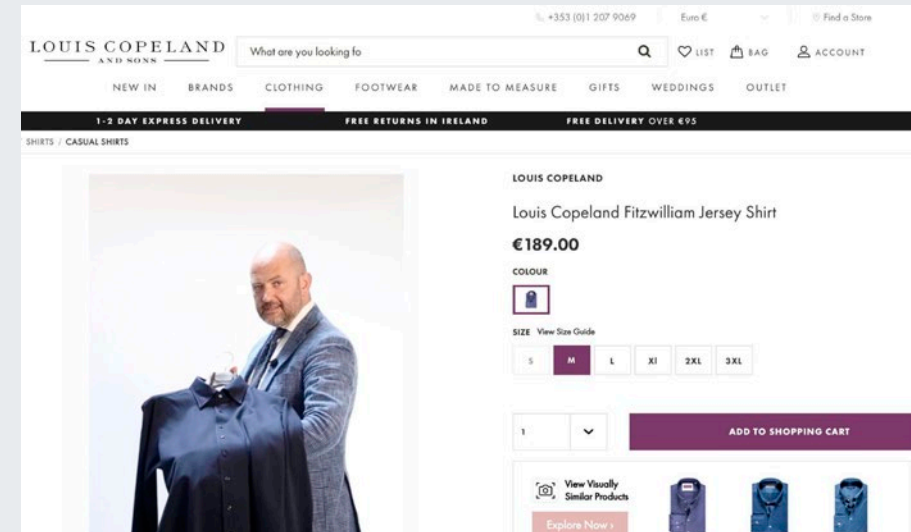 +353 (0)1 207 9069 Euro € Find a Store
LOUIS COPELAND
AND SONS
What are you looking fo
LIST BAG ACCOUNT
NEW IN BRANDS CLOTHING FOOTWEAR MADE TO MEASURE GIFTS WEDDINGS OUTLET
1-2 DAY EXPRESS DELIVERY FREE RETURNS IN IRELAND FREE DELIVERY OVER €95
SHIRTS / CASUAL SHIRTS
LOUIS COPELAND
Louis Copeland Fitzwilliam Jersey Shirt
€189.00
COLOUR
SIZE View Size Guide
S M L Xl 2XL 3XL
1 ADD TO SHOPPING CART
View Visually
Similar Products
Explore Now ›